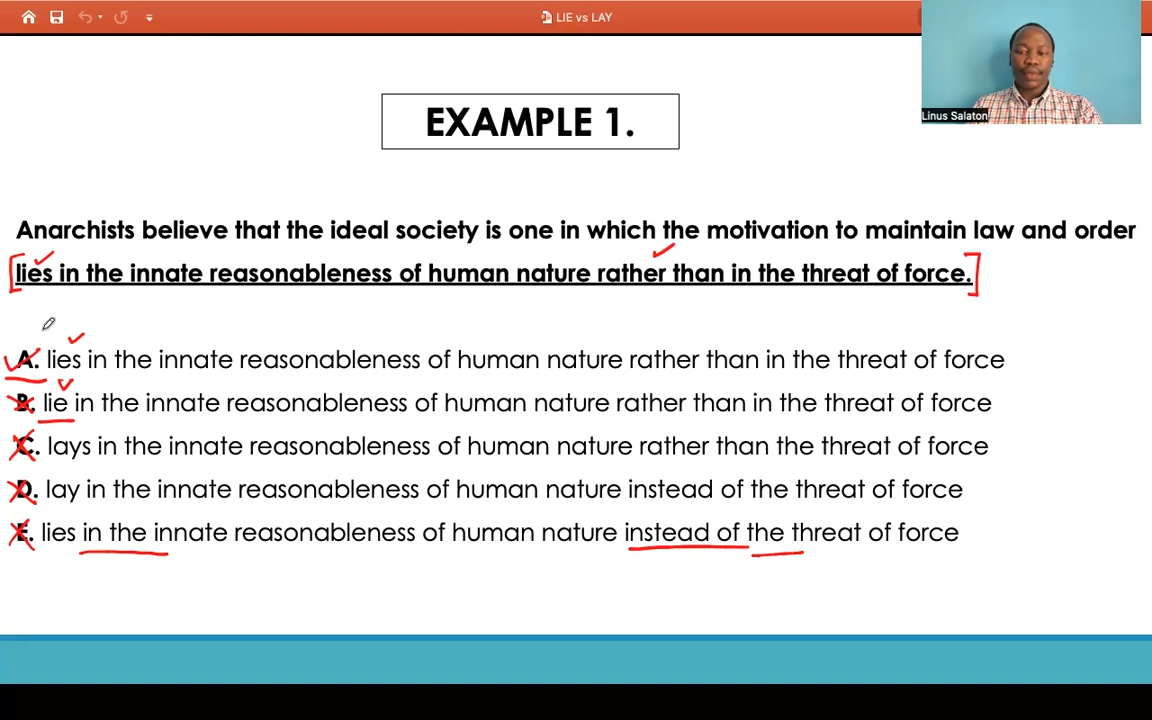 LIE vs LAY
Linus Salaton
EXAMPLE 1.
Anarchists believe that the ideal society is one in which the motivation to maintain law and order
lies in the innate reasonableness of human nature rather than in the threat of force.
A. lies in the innate reasonableness of human nature rather than in the threat of force
B. lie in the innate reasonableness of human nature rather than in the threat of force
C. lays in the innate reasonableness of human nature rather than the threat of force
D. lay in the innate reasonableness of human nature instead of the threat of force
E. lies in the innate reasonableness of human nature instead of the threat of force